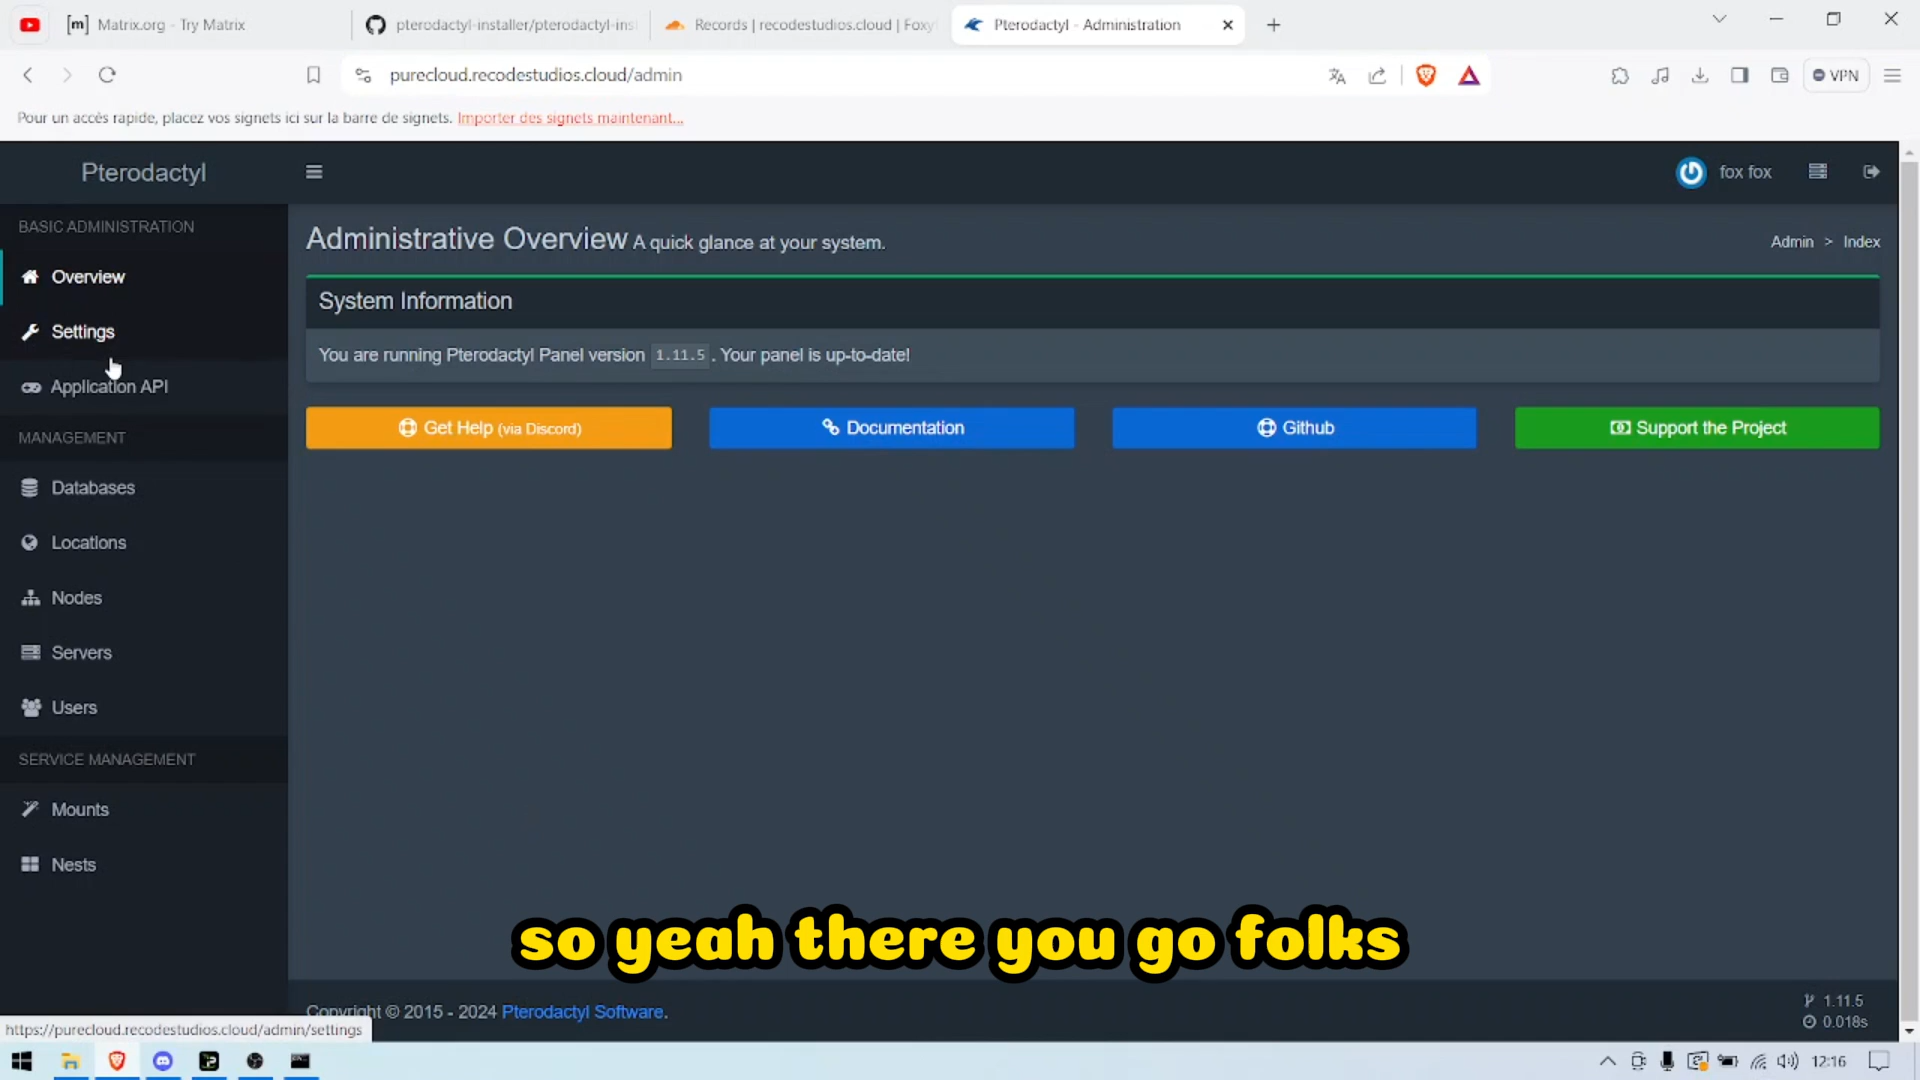 [m] Matrix.org - Try Matrix
pterodactyl-installer/pterodactyl-ins
Records | recodestudios.cloud | Foxy
Pterodactyl - Administration
purecloud.recodestudios.cloud/admin
VPN
Pour un accès rapide, placez vos signets ici sur la barre de signets. Importer des signets maintenant...
Pterodactyl
fox fox
BASIC ADMINISTRATION
Overview
Settings
Application API
MANAGEMENT
Databases
Locations
Nodes
Servers
Users
SERVICE MANAGEMENT
Mounts
Nests
Administrative Overview A quick glance at your system.
Admin > Index
System Information
You are running Pterodactyl Panel version 1.11.5. Your panel is up-to-date!
Get Help (via Discord)
Documentation
Github
Support the Project
so yeah there you go folks
Copyright © 2015 - 2024 Pterodactyl Software.
1.11.5
0.018s
https://purecloud.recodestudios.cloud/admin/settings
12:16